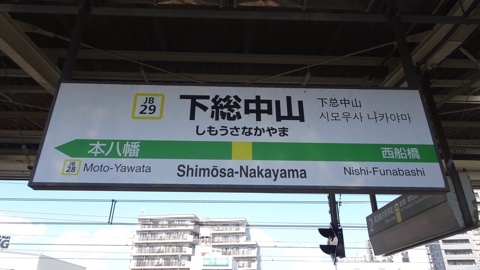 JB
29
下総中山
しもうさなかやま
下总中山
시모우사 나카야마
本八幡
西船橋
JB
28
Moto-Yawata
Shimōsa-Nakayama
Nishi-Funabashi